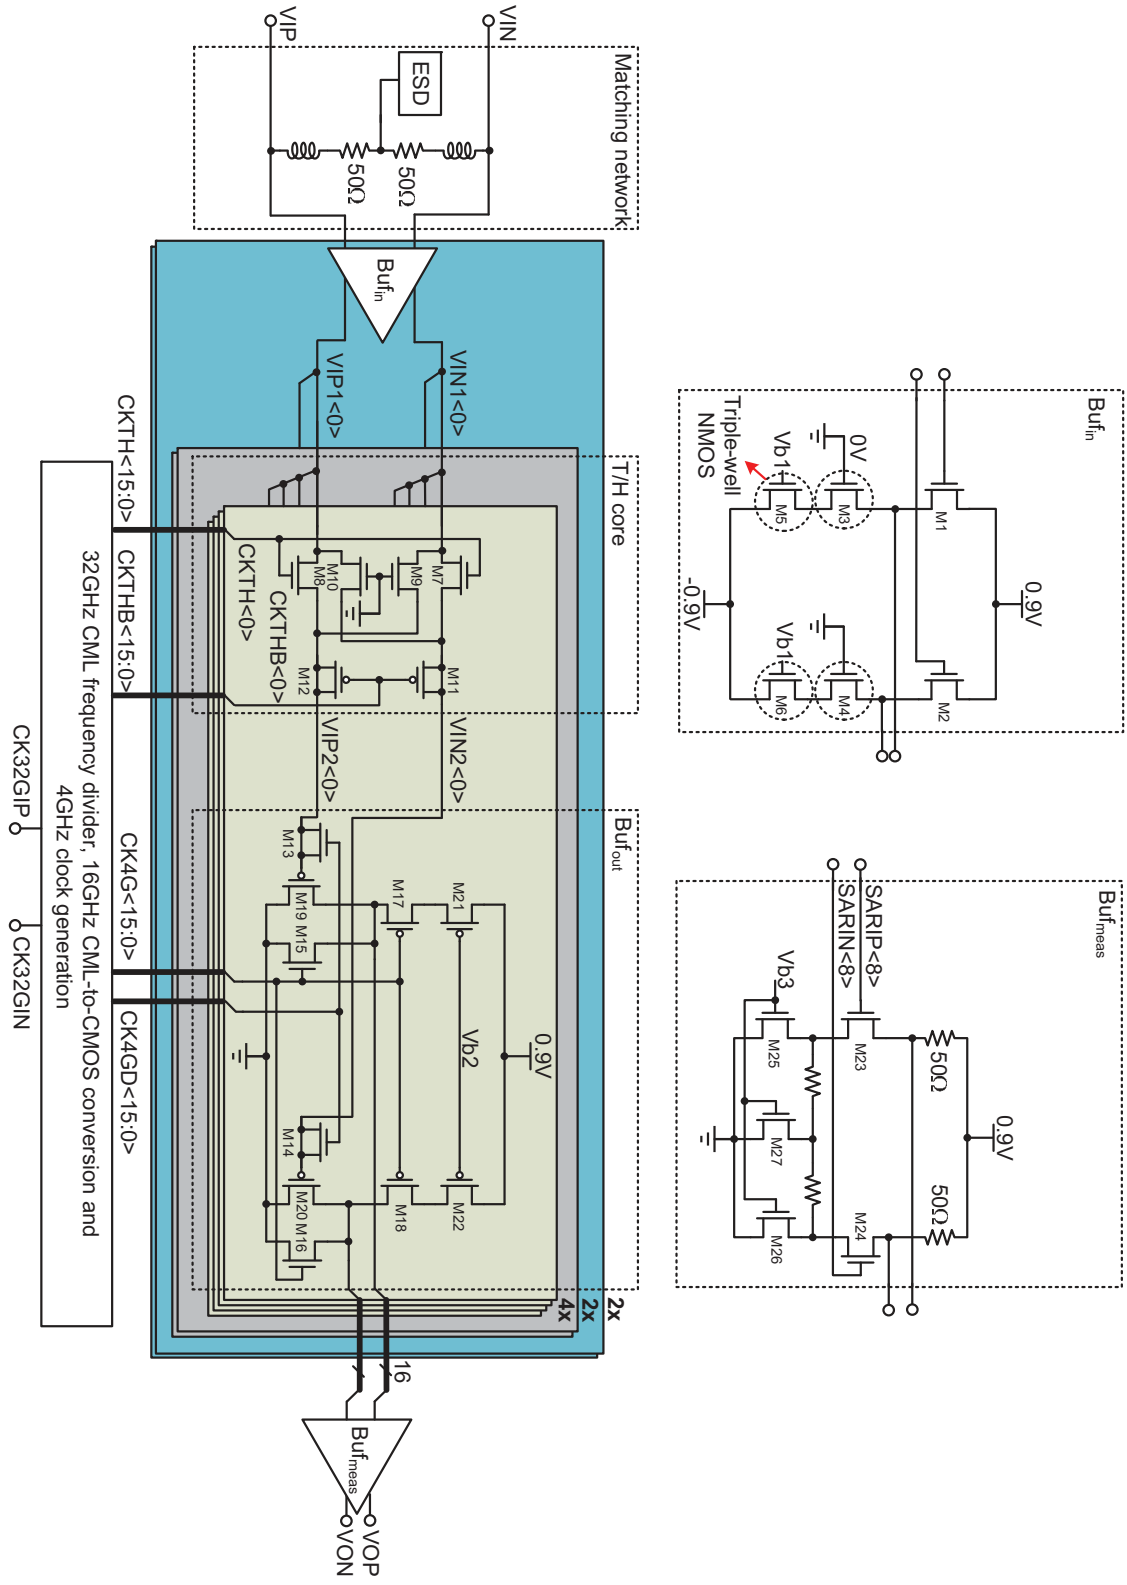 VIP
VIN
Matching network
ESD
50Ω
50Ω
Buf_in
VIP1<0>
VIN1<0>
T/H core
M7
M9
M10
M8
CKTH<0>
CKTHB<0>
M11
M12
VIP2<0>
VIN2<0>
Buf_out
M13
M19
M15
M17
M21
Vb2
0.9V
M14
M20
M16
M18
M22
4x
2x
2x
16
Buf_meas
VOP
VON
CKTH<15:0>
CKTHB<15:0>
CK4G<15:0>
CK4GD<15:0>
32GHz CML frequency divider, 16GHz CML-to-CMOS conversion and
4GHz clock generation
CK32GIP
CK32GIN
Buf_in
0.9V
M1
M2
0V
M3
M4
Vb1
M5
Vb1
M6
Triple-well
NMOS
-0.9V
Buf_meas
0.9V
50Ω
50Ω
SARIP<8>
SARIN<8>
M23
M24
Vb3
M25
M27
M26